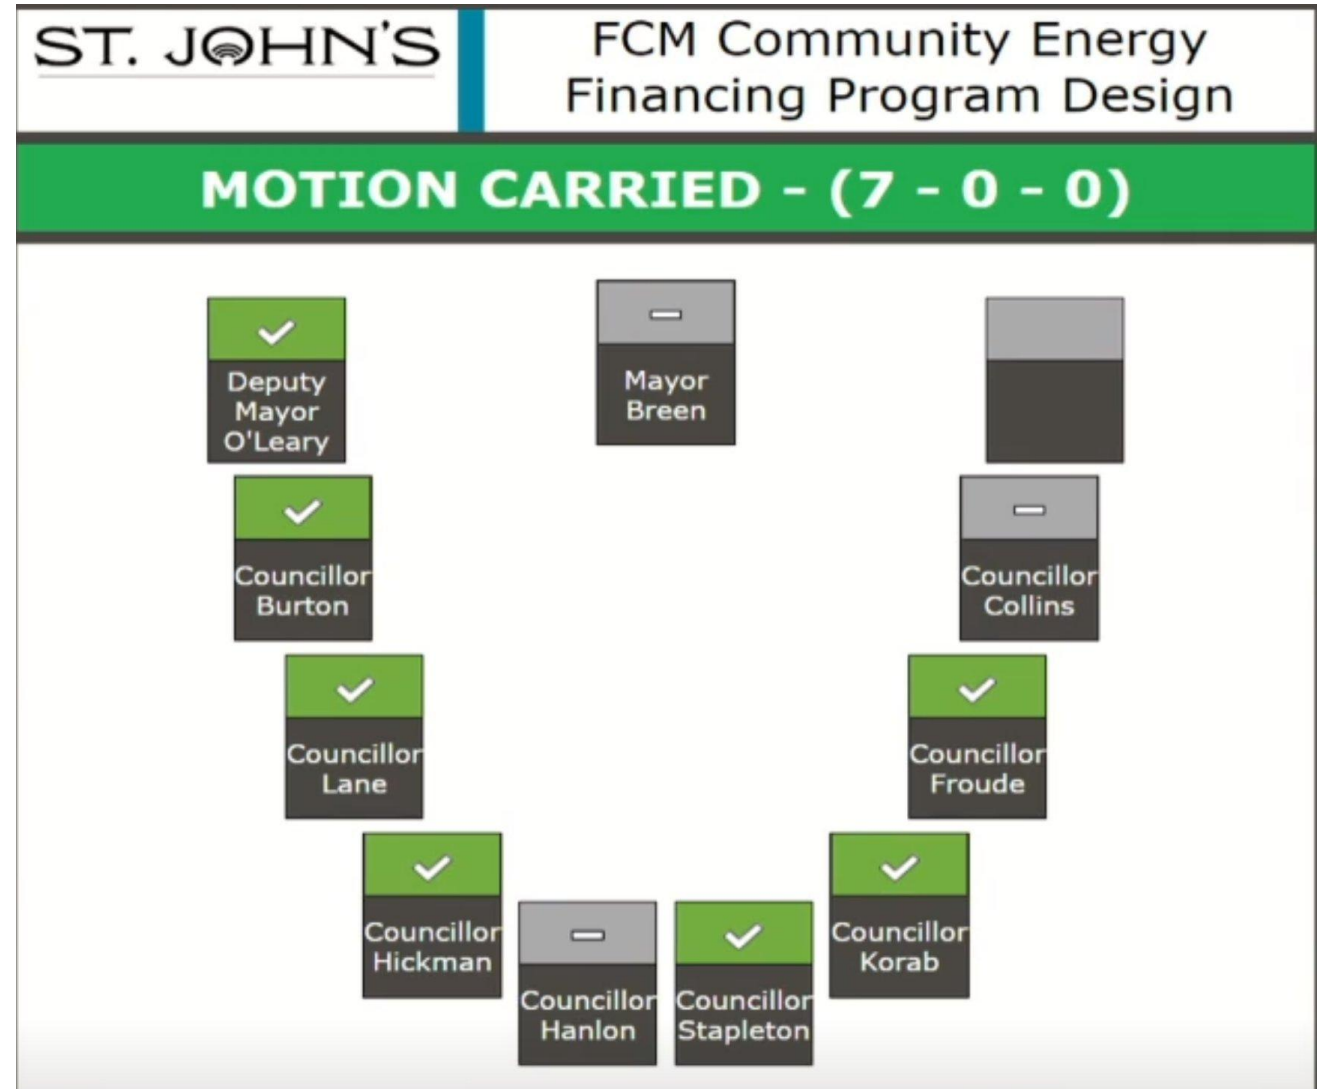 ST. JOHN'S
FCM Community Energy
Financing Program Design
MOTION CARRIED - (7 - 0 - 0)
Deputy
Mayor
O'Leary
Mayor
Breen
Councillor
Burton
Councillor
Collins
Councillor
Lane
Councillor
Froude
Councillor
Hickman
Councillor
Hanlon
Councillor
Stapleton
Councillor
Korab